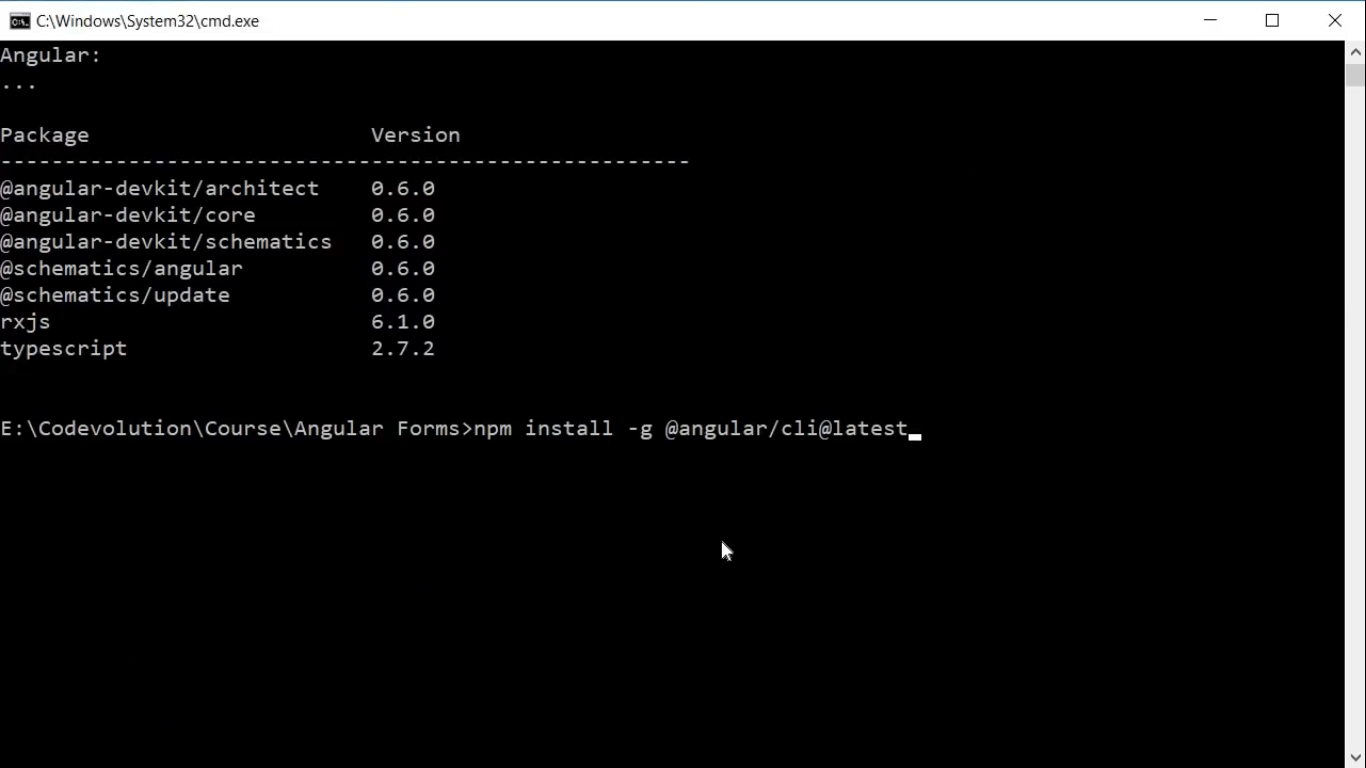 C:\Windows\System32\cmd.exe
Angular:
...
Package Version
------------------------------------------------------
@angular-devkit/architect 0.6.0
@angular-devkit/core 0.6.0
@angular-devkit/schematics 0.6.0
@schematics/angular 0.6.0
@schematics/update 0.6.0
rxjs 6.1.0
typescript 2.7.2
E:\Codevolution\Course\Angular Forms>npm install -g @angular/cli@latest